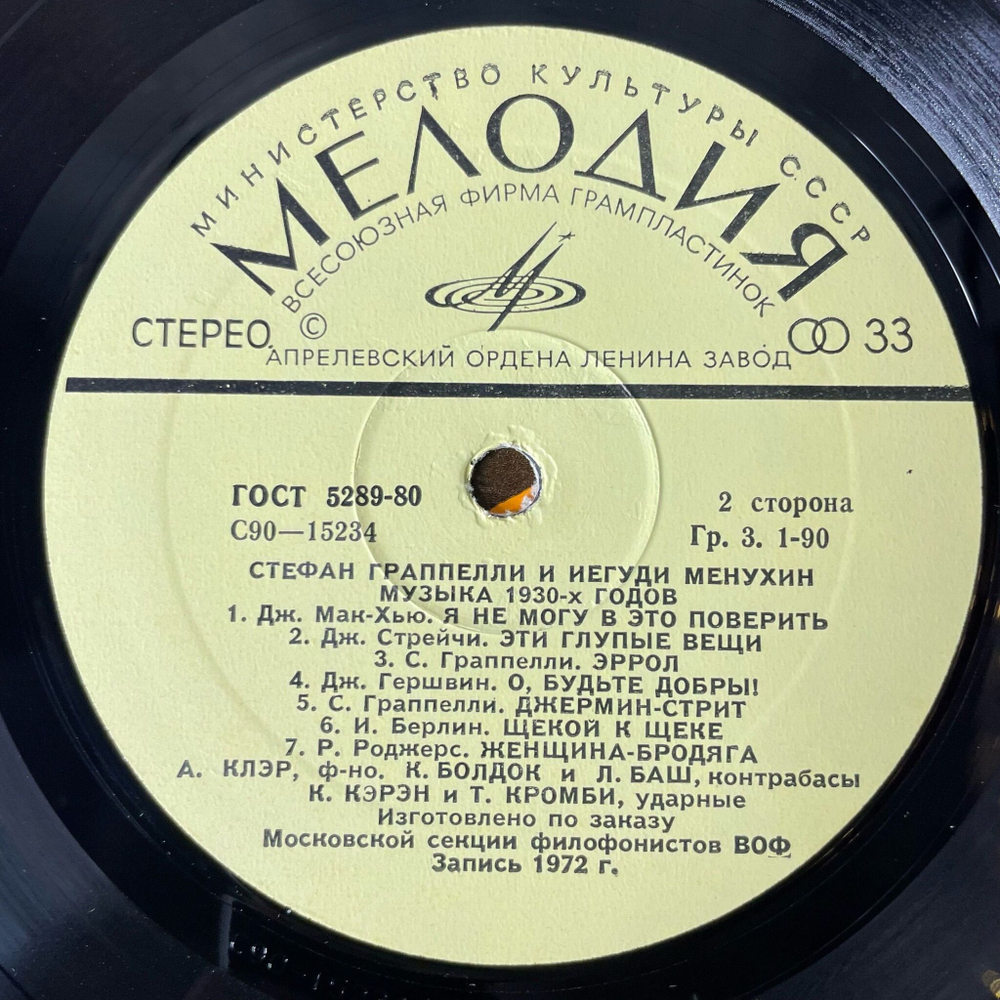 МИНИСТЕРСТВО КУЛЬТУРЫ СССР
МЕЛОДИЯ
ВСЕСОЮЗНАЯ ФИРМА ГРАМПЛАСТИНОК
СТЕРЕО © 33
АПРЕЛЕВСКИЙ ОРДЕНА ЛЕНИНА ЗАВОД
ГОСТ 5289-80 2 сторона
С90—15234 Гр. 3. 1-90
СТЕФАН ГРАППЕЛЛИ И ИЕГУДИ МЕНУХИН
МУЗЫКА 1930-х ГОДОВ
1. Дж. Мак-Хью. Я НЕ МОГУ В ЭТО ПОВЕРИТЬ
2. Дж. Стрейчи. ЭТИ ГЛУПЫЕ ВЕЩИ
3. С. Граппелли. ЭРРОЛ
4. Дж. Гершвин. О, БУДЬТЕ ДОБРЫ!
5. С. Граппелли. ДЖЕРМИН-СТРИТ
6. И. Берлин. ЩЕКОЙ К ЩЕКЕ
7. Р. Роджерс. ЖЕНЩИНА-БРОДЯГА
А. КЛЭР, ф-но. К. БОЛДОК и Л. БАШ, контрабасы
К. КЭРЭН и Т. КРОМБИ, ударные
Изготовлено по заказу
Московской секции филофонистов ВОФ
Запись 1972 г.